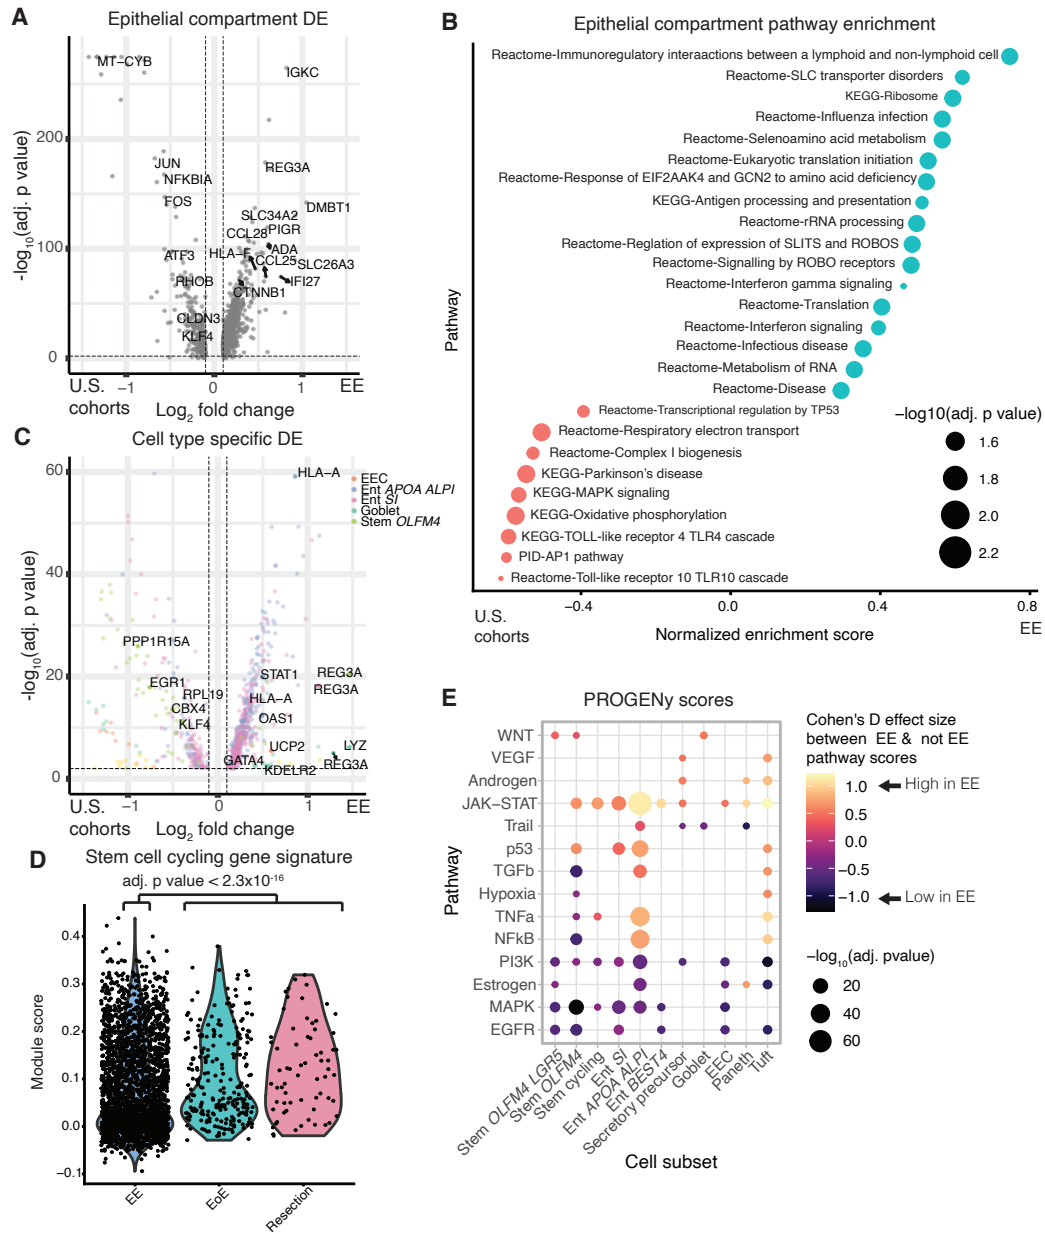 A
Epithelial compartment DE
-log10(adj. p value)
200
100
0
MT−CYB
IGKC
JUN
REG3A
NFKBIA
FOS
DMBT1
SLC34A2
PIGR
CCL28
ATF3
HLA−F
ADA
CCL25
SLC26A3
RHOB
IFI27
CTNNB1
CLDN3
KLF4
U.S. cohorts
−1
0
1
EE
Log2 fold change
B
Epithelial compartment pathway enrichment
Pathway
Reactome-Immunoregulatory interaactions between a lymphoid and non-lymphoid cell
Reactome-SLC transporter disorders
KEGG-Ribosome
Reactome-Influenza infection
Reactome-Selenoamino acid metabolism
Reactome-Eukaryotic translation initiation
Reactome-Response of EIF2AAK4 and GCN2 to amino acid deficiency
KEGG-Antigen processing and presentation
Reactome-rRNA processing
Reactome-Reglation of expression of SLITS and ROBOS
Reactome-Signalling by ROBO receptors
Reactome-Interferon gamma signaling
Reactome-Translation
Reactome-Interferon signaling
Reactome-Infectious disease
Reactome-Metabolism of RNA
Reactome-Disease
Reactome-Transcriptional regulation by TP53
Reactome-Respiratory electron transport
Reactome-Complex I biogenesis
KEGG-Parkinson's disease
KEGG-MAPK signaling
KEGG-Oxidative phosphorylation
KEGG-TOLL-like receptor 4 TLR4 cascade
PID-AP1 pathway
Reactome-Toll-like receptor 10 TLR10 cascade
−log10(adj. p value)
1.6
1.8
2.0
2.2
−0.4
0.0
0.4
0.8
U.S.
cohorts
Normalized enrichment score
EE
C
Cell type specific DE
-log10(adj. p value)
60
40
20
0
HLA−A
EEC
Ent APOA ALPI
Ent SI
Goblet
Stem OLFM4
PPP1R15A
EGR1
RPL19
CBX4
KLF4
STAT1
REG3A
REG3A
HLA−A
OAS1
UCP2
LYZ
GATA4
REG3A
KDELR2
U.S.
cohorts
−1
0
1
EE
Log2 fold change
D
Stem cell cycling gene signature
adj. p value < 2.3x10-16
Module score
0.4
0.3
0.2
0.1
0.0
−0.1
EE
EoE
Resection
E
PROGENy scores
Pathway
WNT
VEGF
Androgen
JAK−STAT
Trail
p53
TGFb
Hypoxia
TNFa
NFkB
PI3K
Estrogen
MAPK
EGFR
Stem OLFM4 LGR5
Stem OLFM4
Stem cycling
Ent SI
Ent APOA ALPI
Ent BEST4
Secretory precursor
Goblet
EEC
Paneth
Tuft
Cell subset
Cohen's D effect size
between EE & not EE
pathway scores
1.0
0.5
0.0
−0.5
−1.0
High in EE
Low in EE
−log10(adj. pvalue)
20
40
60